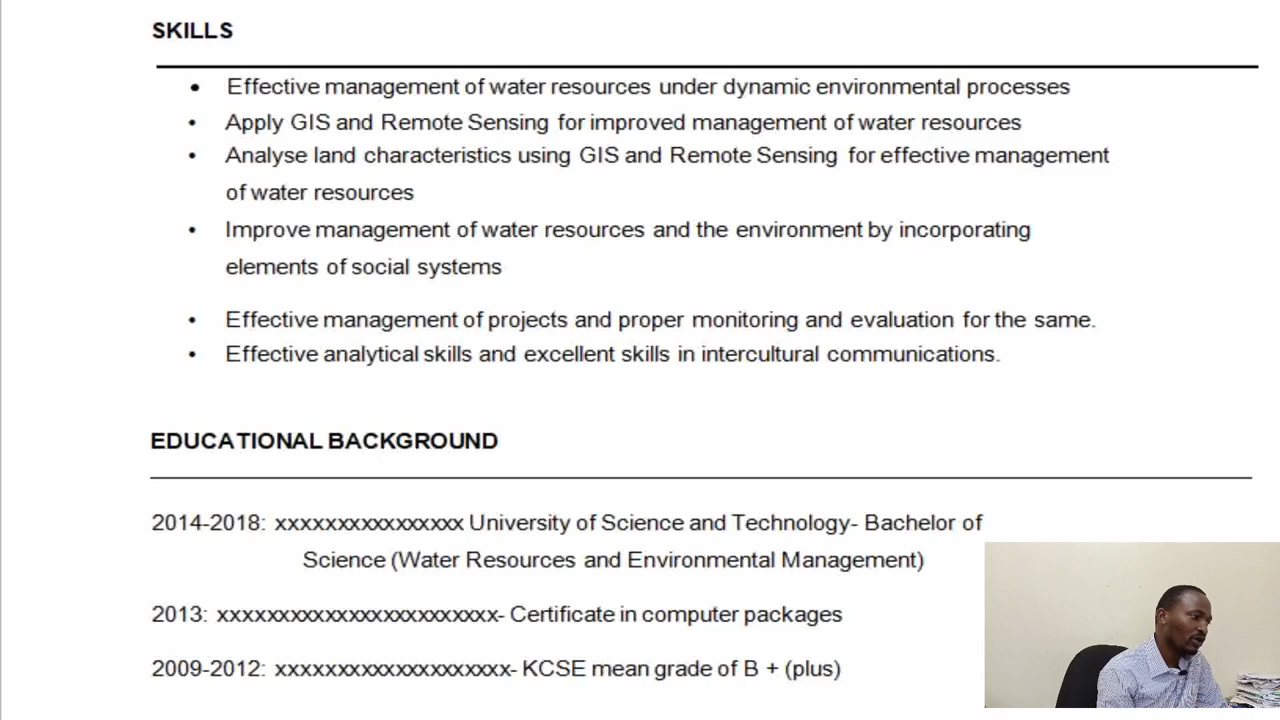 SKILLS
• Effective management of water resources under dynamic environmental processes
• Apply GIS and Remote Sensing for improved management of water resources
• Analyse land characteristics using GIS and Remote Sensing for effective management
of water resources
• Improve management of water resources and the environment by incorporating
elements of social systems
• Effective management of projects and proper monitoring and evaluation for the same.
• Effective analytical skills and excellent skills in intercultural communications.
EDUCATIONAL BACKGROUND
2014-2018: xxxxxxxxxxxxxxxx University of Science and Technology- Bachelor of
Science (Water Resources and Environmental Management)
2013: xxxxxxxxxxxxxxxxxxxxxxxx- Certificate in computer packages
2009-2012: xxxxxxxxxxxxxxxxxxxx- KCSE mean grade of B + (plus)